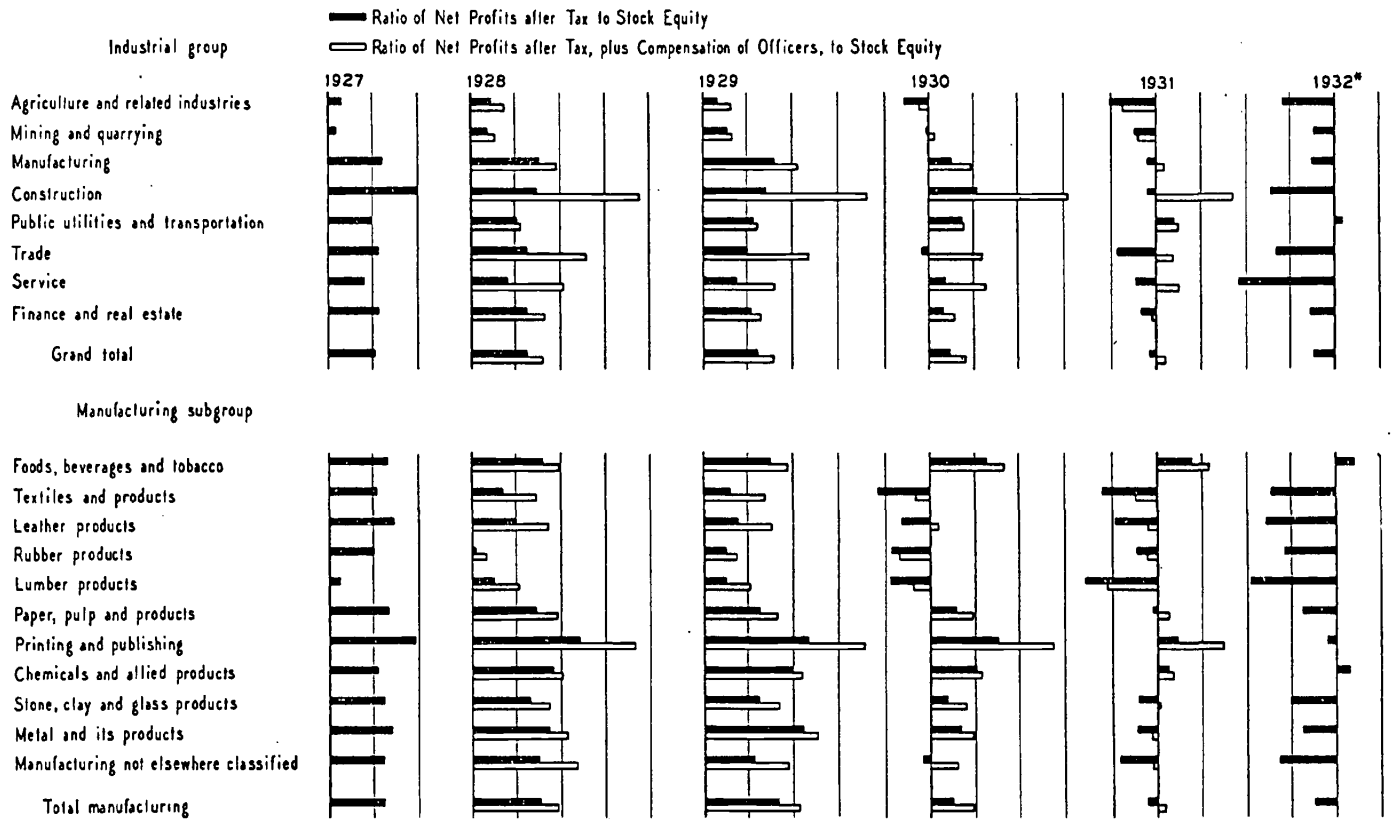 Ratio of Net Profits after Tax to Stock Equity
Industrial group
Ratio of Net Profits after Tax, plus Compensation of Officers, to Stock Equity
1927 1928 1929 1930 1931 1932*
Agriculture and related industries
Mining and quarrying
Manufacturing
Construction
Public utilities and transportation
Trade
Service
Finance and real estate
Grand total
Manufacturing subgroup
Foods, beverages and tobacco
Textiles and products
Leather products
Rubber products
Lumber products
Paper, pulp and products
Printing and publishing
Chemicals and allied products
Stone, clay and glass products
Metal and its products
Manufacturing not elsewhere classified
Total manufacturing